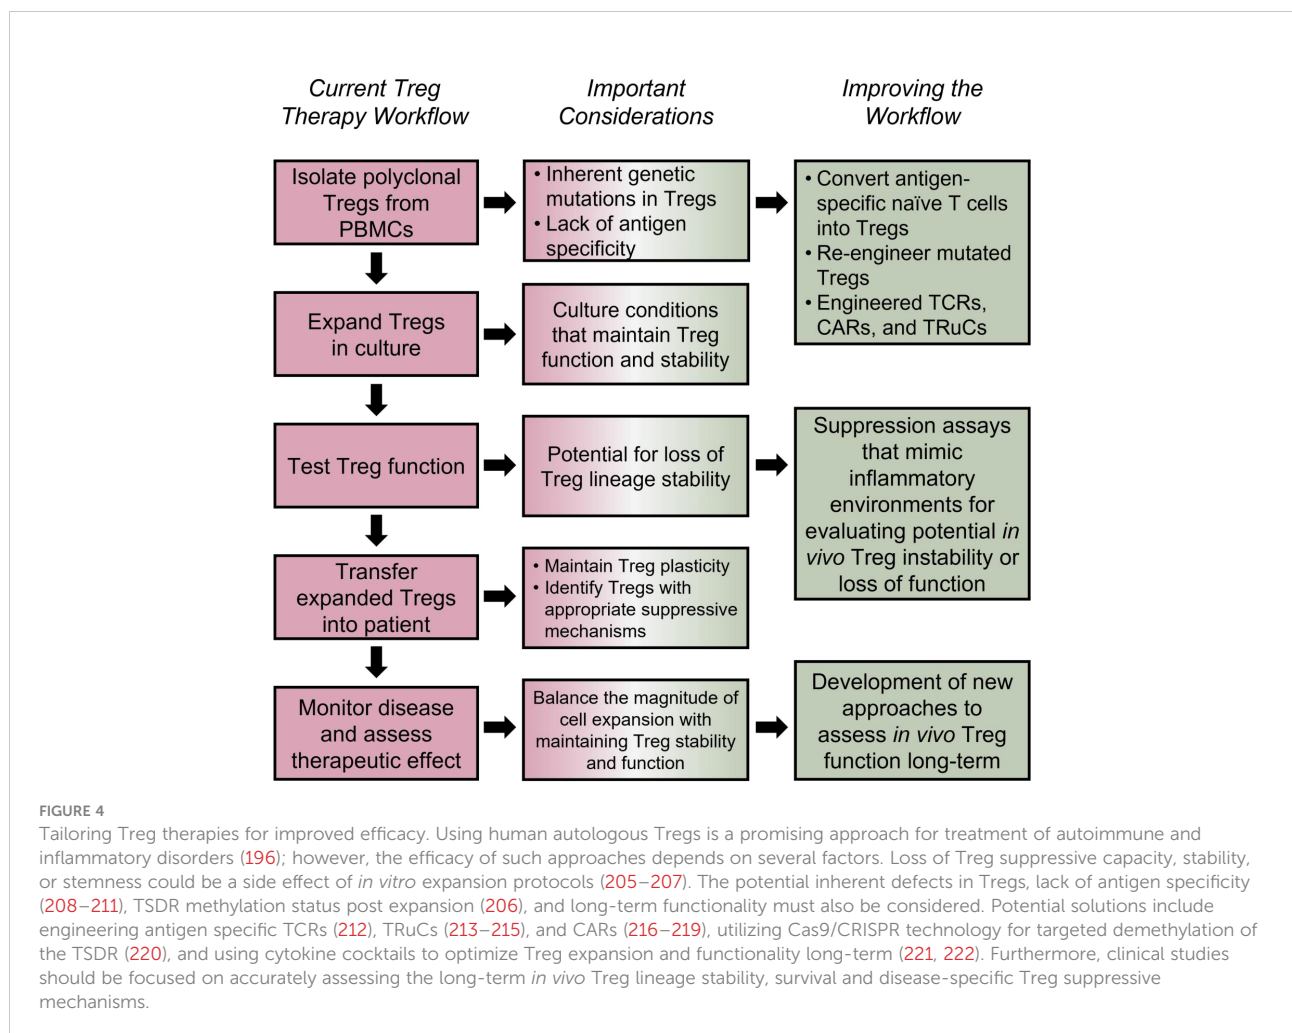 Current Treg
Therapy Workflow
Important
Considerations
Improving the
Workflow
Isolate polyclonal
Tregs from
PBMCs
• Inherent genetic
mutations in Tregs
• Lack of antigen
specificity
• Convert antigen-
specific naïve T cells
into Tregs
• Re-engineer mutated
Tregs
• Engineered TCRs,
CARs, and TRuCs
Expand Tregs
in culture
Culture conditions
that maintain Treg
function and stability
Test Treg function
Potential for loss of
Treg lineage stability
Suppression assays
that mimic
inflammatory
environments for
evaluating potential in
vivo Treg instability or
loss of function
Transfer
expanded Tregs
into patient
• Maintain Treg plasticity
• Identify Tregs with
appropriate suppressive
mechanisms
Monitor disease
and assess
therapeutic effect
Balance the magnitude of
cell expansion with
maintaining Treg stability
and function
Development of new
approaches to
assess in vivo Treg
function long-term
FIGURE 4
Tailoring Treg therapies for improved efficacy. Using human autologous Tregs is a promising approach for treatment of autoimmune and
inflammatory disorders (196); however, the efficacy of such approaches depends on several factors. Loss of Treg suppressive capacity, stability,
or stemness could be a side effect of in vitro expansion protocols (205–207). The potential inherent defects in Tregs, lack of antigen specificity
(208–211), TSDR methylation status post expansion (206), and long-term functionality must also be considered. Potential solutions include
engineering antigen specific TCRs (212), TRuCs (213–215), and CARs (216–219), utilizing Cas9/CRISPR technology for targeted demethylation of
the TSDR (220), and using cytokine cocktails to optimize Treg expansion and functionality long-term (221, 222). Furthermore, clinical studies
should be focused on accurately assessing the long-term in vivo Treg lineage stability, survival and disease-specific Treg suppressive
mechanisms.